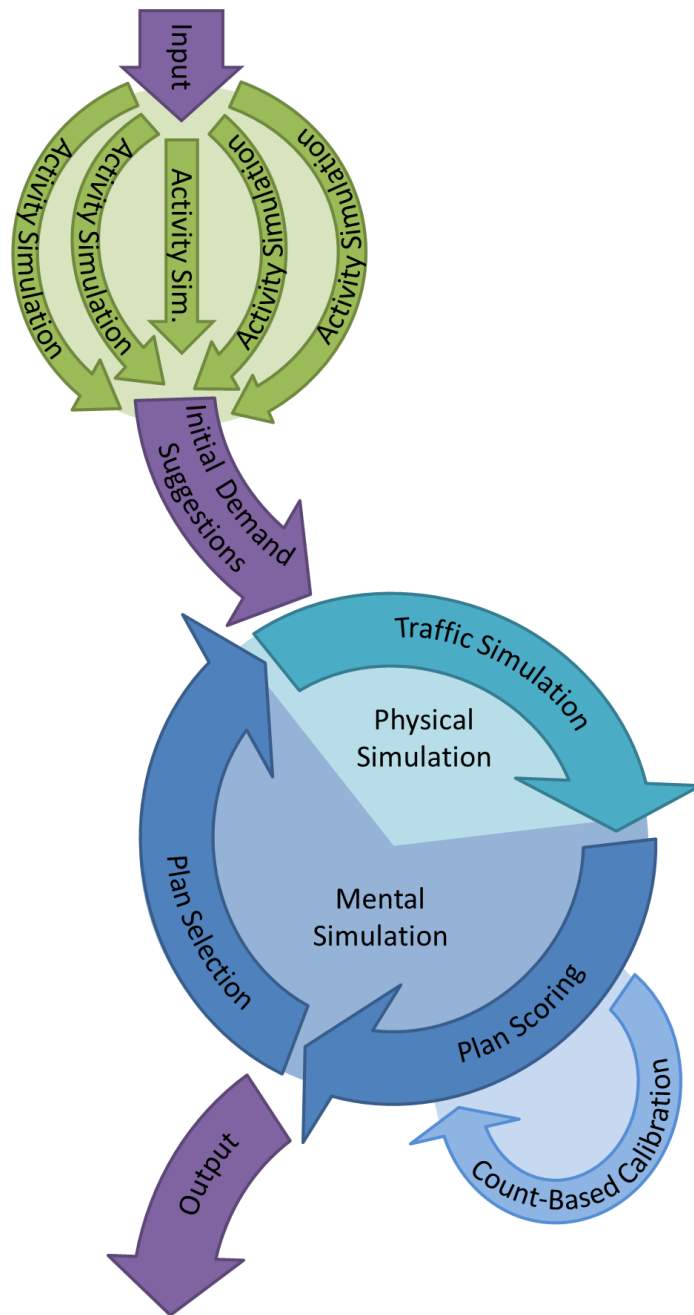 Input
Activity Simulation
Activity Simulation
Activity Sim.
Activity Simulation
Activity Simulation
Initial Demand
Suggestions
Traffic Simulation
Physical
Simulation
Mental
Simulation
Plan Selection
Plan Scoring
Count-Based Calibration
Output